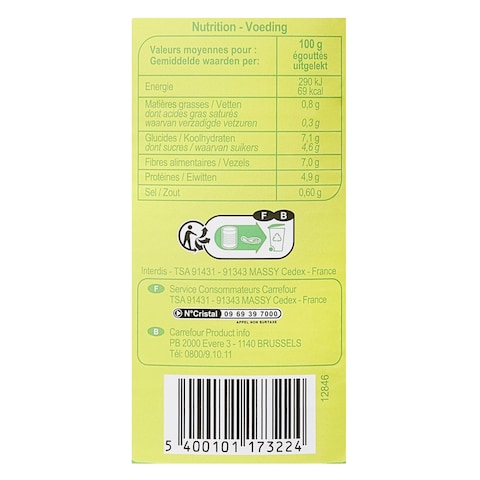 Nutrition - Voeding
Valeurs moyennes pour :
Gemiddelde waarden per:
100 g
égouttés
uitgelekt
Energie
290 kJ
69 kcal
Matières grasses / Vetten
0,8 g
dont acides gras saturés
waarvan verzadigde vetzuren
0,3 g
Glucides / Koolhydraten
7,1 g
dont sucres / waarvan suikers
4,6 g
Fibres alimentaires / Vezels
7,0 g
Protéines / Eiwitten
4,9 g
Sel / Zout
0,60 g
F B
Interdis - TSA 91431 - 91343 MASSY Cedex - France
F Service Consommateurs Carrefour
TSA 91431 - 91343 MASSY Cedex - France
N°Cristal 09 69 39 7000
APPEL NON SURTAXE
B Carrefour Product info
PB 2000 Evere 3 - 1140 BRUSSELS
Tél: 0800/9.10.11
12846
5 400101 173224